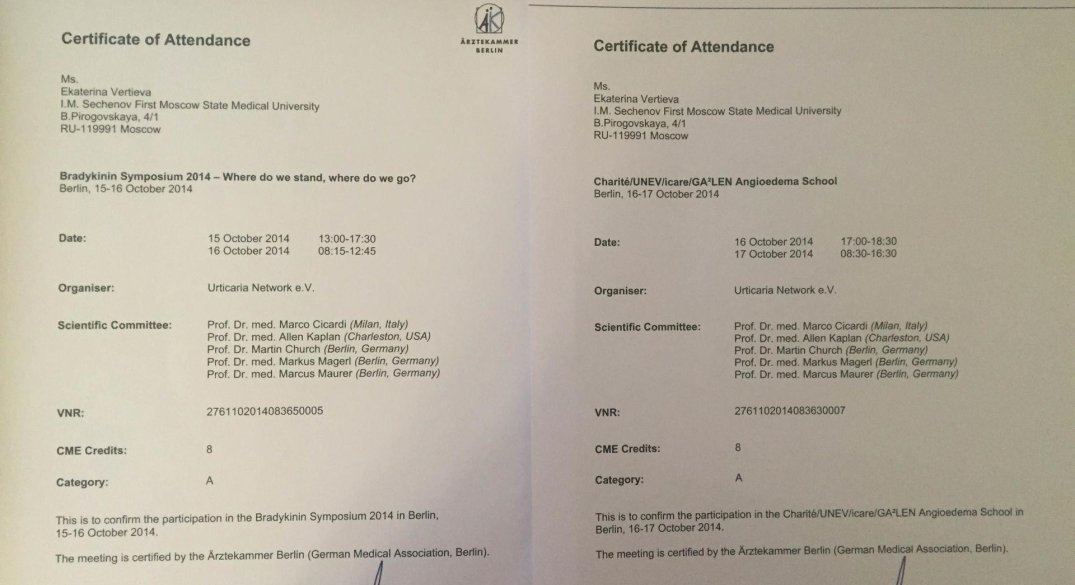 Certificate of Attendance
ÄK
ÄRZTEKAMMER
BERLIN
Ms.
Ekaterina Vertieva
I.M. Sechenov First Moscow State Medical University
B.Pirogovskaya, 4/1
RU-119991 Moscow
Bradykinin Symposium 2014 – Where do we stand, where do we go?
Berlin, 15-16 October 2014
Date: 15 October 2014 13:00-17:30
16 October 2014 08:15-12:45
Organiser: Urticaria Network e.V.
Scientific Committee: Prof. Dr. med. Marco Cicardi (Milan, Italy)
Prof. Dr. med. Allen Kaplan (Charleston, USA)
Prof. Dr. Martin Church (Berlin, Germany)
Prof. Dr. med. Markus Magerl (Berlin, Germany)
Prof. Dr. med. Marcus Maurer (Berlin, Germany)
VNR: 2761102014083650005
CME Credits: 8
Category: A
This is to confirm the participation in the Bradykinin Symposium 2014 in Berlin,
15-16 October 2014.
The meeting is certified by the Ärztekammer Berlin (German Medical Association, Berlin).
Certificate of Attendance
Ms.
Ekaterina Vertieva
I.M. Sechenov First Moscow State Medical University
B.Pirogovskaya, 4/1
RU-119991 Moscow
Charité/UNEV/icare/GA²LEN Angioedema School
Berlin, 16-17 October 2014
Date: 16 October 2014 17:00-18:30
17 October 2014 08:30-16:30
Organiser: Urticaria Network e.V.
Scientific Committee: Prof. Dr. med. Marco Cicardi (Milan, Italy)
Prof. Dr. med. Allen Kaplan (Charleston, USA)
Prof. Dr. Martin Church (Berlin, Germany)
Prof. Dr. med. Markus Magerl (Berlin, Germany)
Prof. Dr. med. Marcus Maurer (Berlin, Germany)
VNR: 2761102014083630007
CME Credits: 8
Category: A
This is to confirm the participation in the Charité/UNEV/icare/GA²LEN Angioedema School in
Berlin, 16-17 October 2014.
The meeting is certified by the Ärztekammer Berlin (German Medical Association, Berlin).